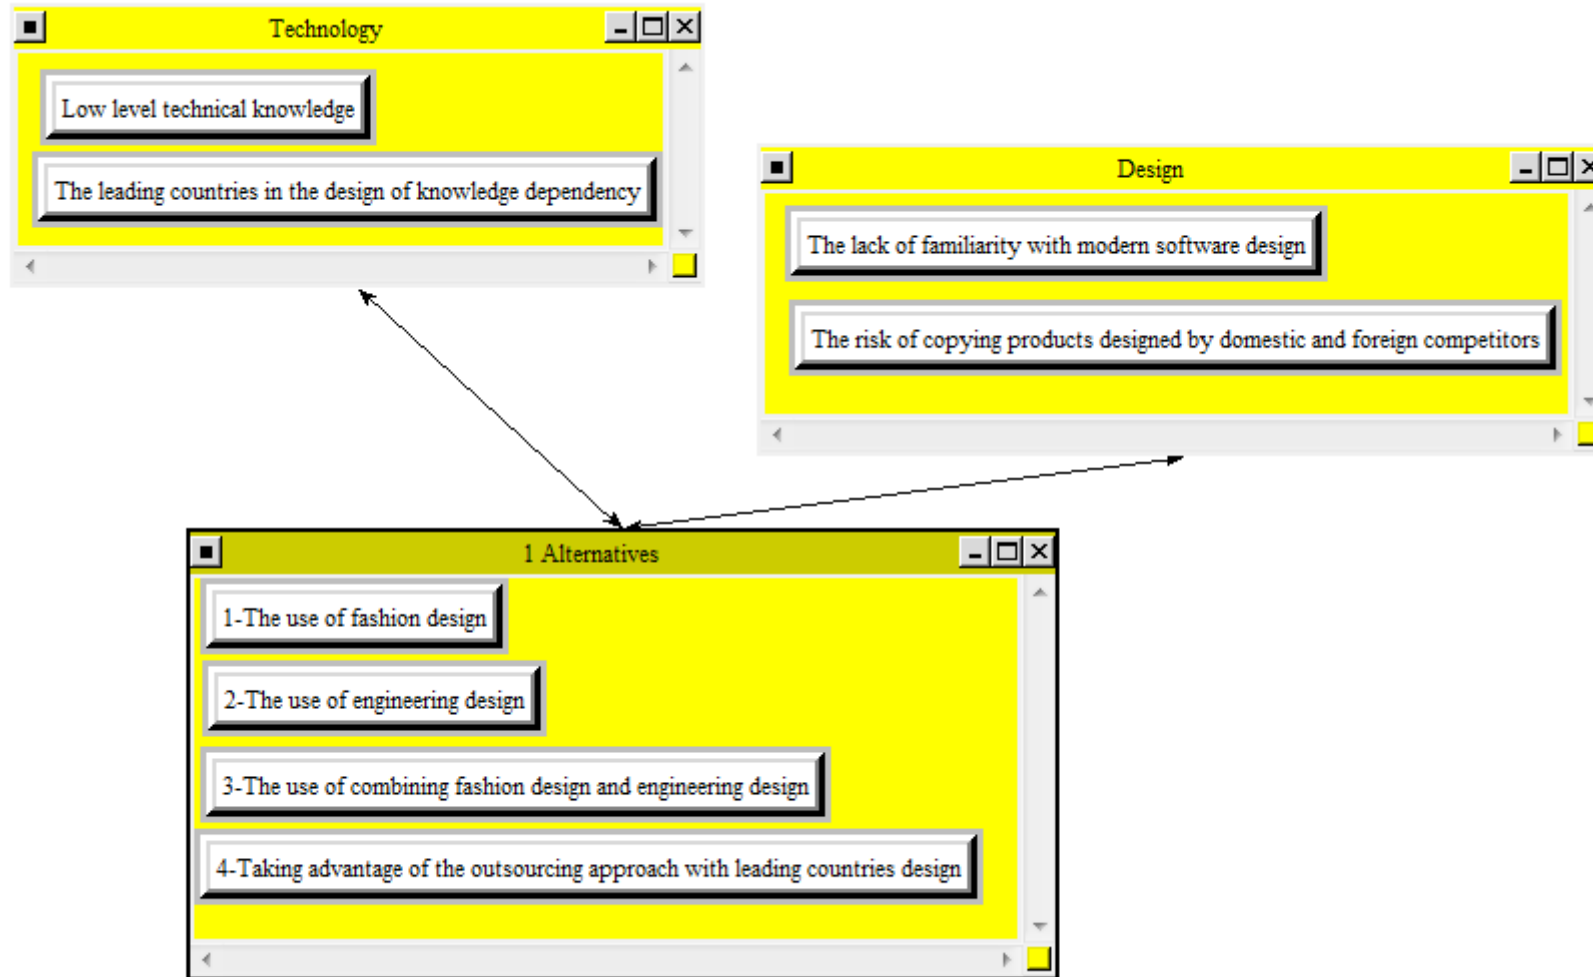 Technology
Low level technical knowledge
The leading countries in the design of knowledge dependency
Design
The lack of familiarity with modern software design
The risk of copying products designed by domestic and foreign competitors
1 Alternatives
1-The use of fashion design
2-The use of engineering design
3-The use of combining fashion design and engineering design
4-Taking advantage of the outsourcing approach with leading countries design